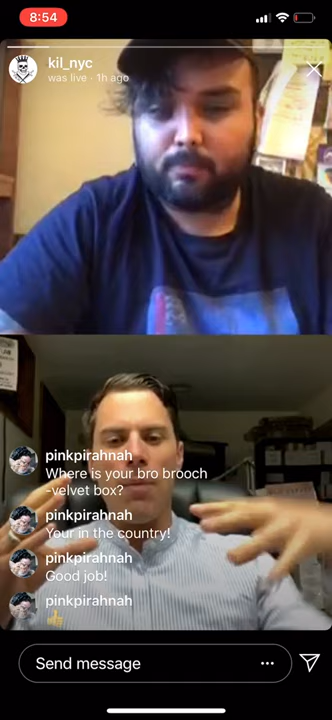 8:54
kil_nyc
was live · 1h ago
pinkpirahnah
Where is your bro brooch
-velvet box?
pinkpirahnah
Your in the country!
pinkpirahnah
Good job!
pinkpirahnah
👍
Send message